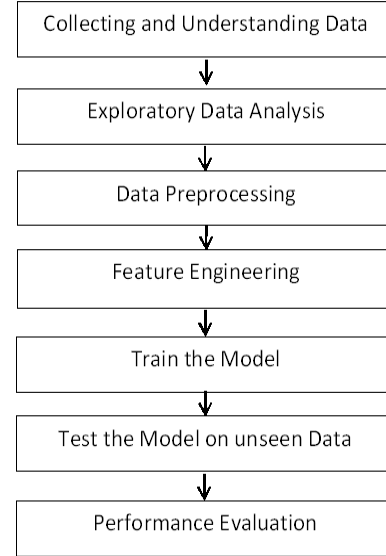 Collecting and Understanding Data
Exploratory Data Analysis
Data Preprocessing
Feature Engineering
Train the Model
Test the Model on unseen Data
Performance Evaluation